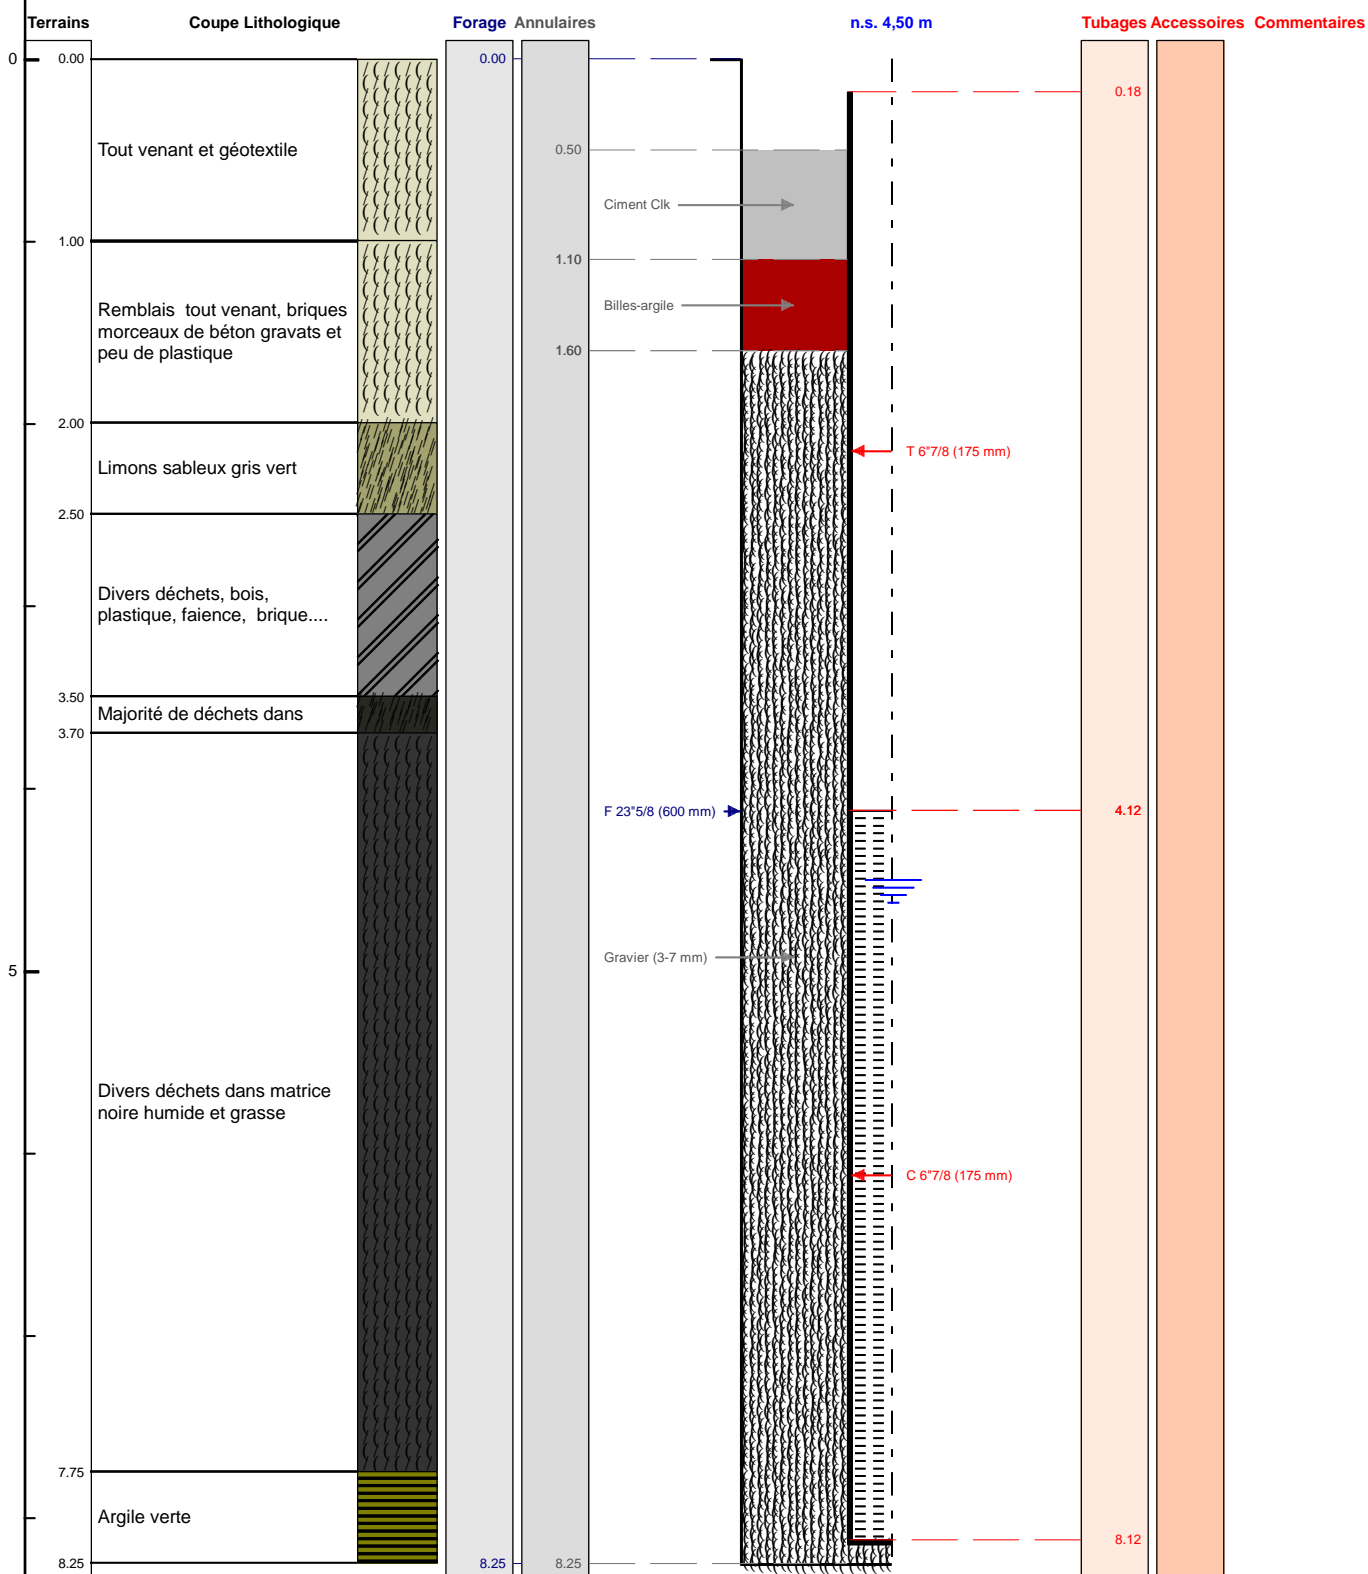 Terrains Coupe Lithologique Forage Annulaires n.s. 4,50 m Tubages Accessoires Commentaires
0 0.00 0.00
0.18
Tout venant et géotextile
0.50
Ciment Clk
1.00
1.10
Remblais tout venant, briques
morceaux de béton gravats et
peu de plastique
Billes-argile
1.60
2.00
T 6"7/8 (175 mm)
Limons sableux gris vert
2.50
Divers déchets, bois,
plastique, faience, brique....
3.50
Majorité de déchets dans
3.70
F 23"5/8 (600 mm)
4.12
Gravier (3-7 mm)
5
Divers déchets dans matrice
noire humide et grasse
C 6"7/8 (175 mm)
7.75
Argile verte
8.12
8.25 8.25 8.25